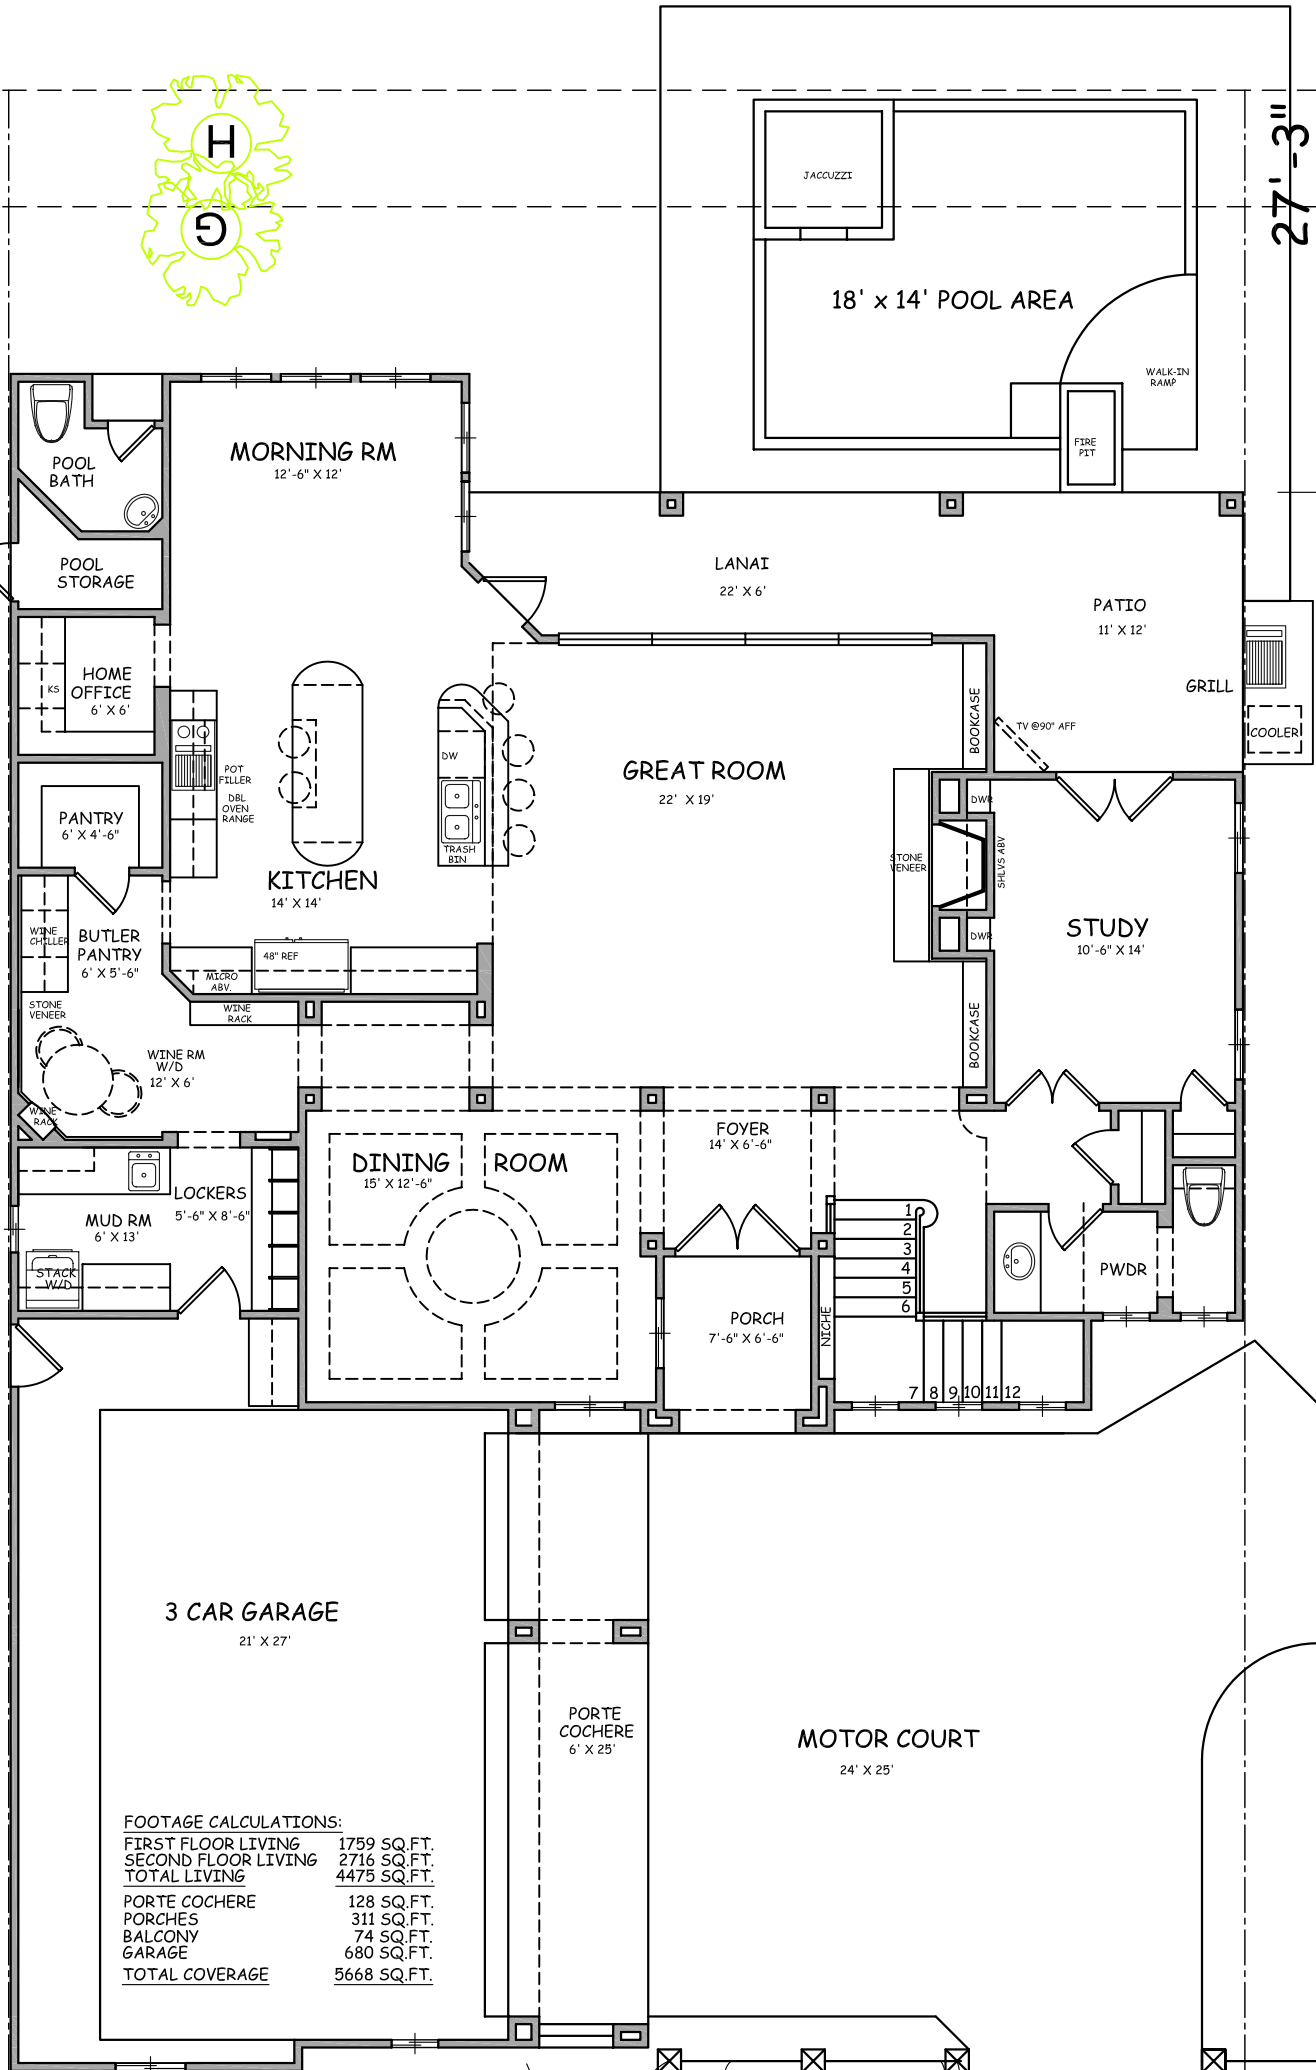 H
G
27'-3"
JACCUZZI
18' x 14' POOL AREA
WALK-IN
RAMP
FIRE
PIT
MORNING RM
12'-6" X 12'
POOL
BATH
POOL
STORAGE
LANAI
22' X 6'
PATIO
11' X 12'
HOME
OFFICE
6' X 6'
KS
GRILL
COOLER
TV @90" AFF
BOOKCASE
DW
POT
FILLER
DBL
OVEN
RANGE
GREAT ROOM
22' X 19'
PANTRY
6' X 4'-6"
TRASH
BIN
DWR
STONE
VENEER
SHLVS ABV
DWR
KITCHEN
14' X 14'
STUDY
10'-6" X 14'
WINE
CHILLER
BUTLER
PANTRY
6' X 5'-6"
48" REF
MICRO
ABV.
STONE
VENEER
WINE
RACK
BOOKCASE
WINE RM
W/D
12' X 6'
WINE
RACK
FOYER
14' X 6'-6"
DINING ROOM
15' X 12'-6"
LOCKERS
5'-6" X 8'-6"
MUD RM
6' X 13'
STACK
W/D
1
2
3
4
5
6
PWDR
PORCH
7'-6" X 6'-6"
NICHE
7 8 9 10 11 12
3 CAR GARAGE
21' X 27'
PORTE
COCHERE
6' X 25'
MOTOR COURT
24' X 25'
FOOTAGE CALCULATIONS:
FIRST FLOOR LIVING 1759 SQ.FT.
SECOND FLOOR LIVING 2716 SQ.FT.
TOTAL LIVING 4475 SQ.FT.
PORTE COCHERE 128 SQ.FT.
PORCHES 311 SQ.FT.
BALCONY 74 SQ.FT.
GARAGE 680 SQ.FT.
TOTAL COVERAGE 5668 SQ.FT.